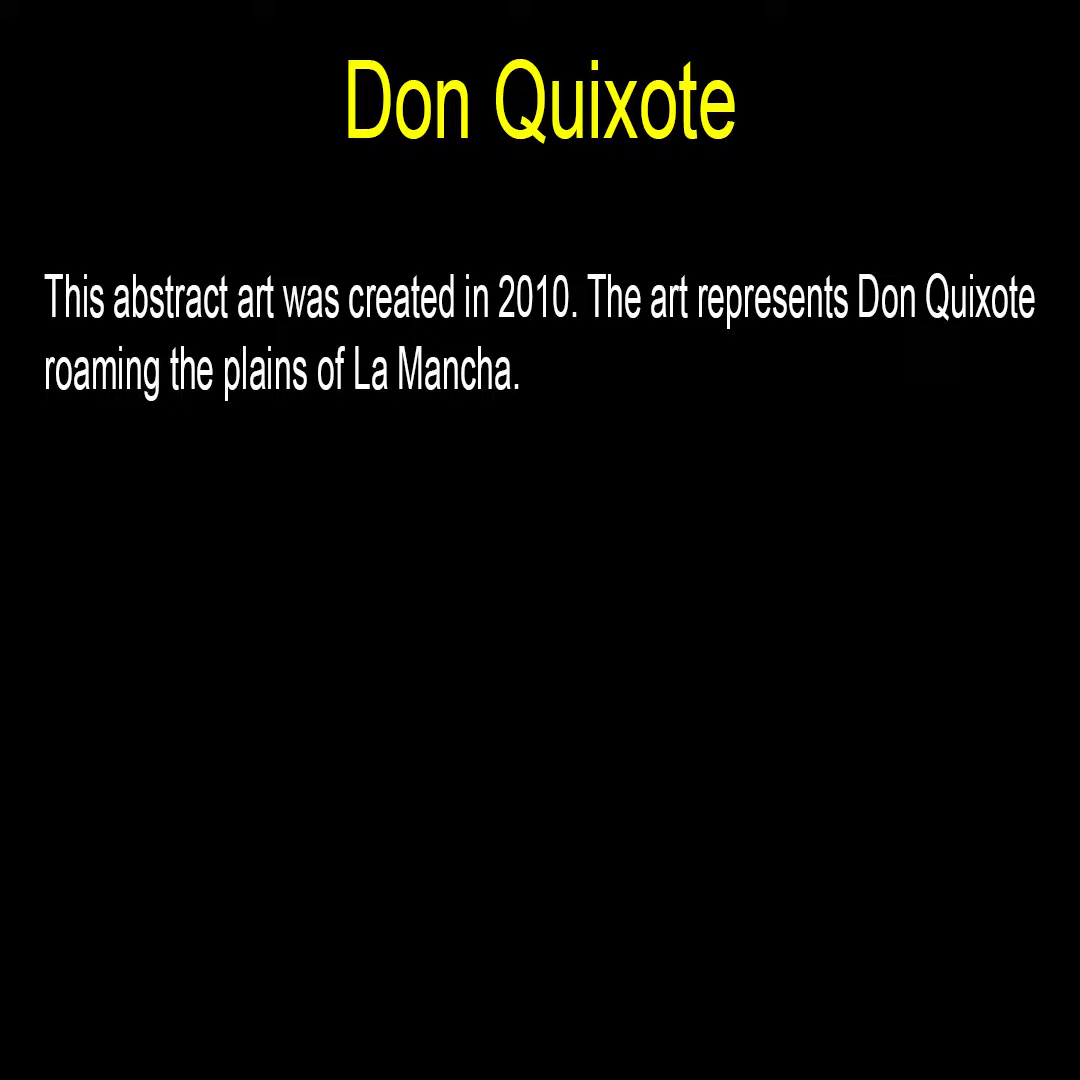 Don Quixote
This abstract art was created in 2010. The art represents Don Quixote
roaming the plains of La Mancha.